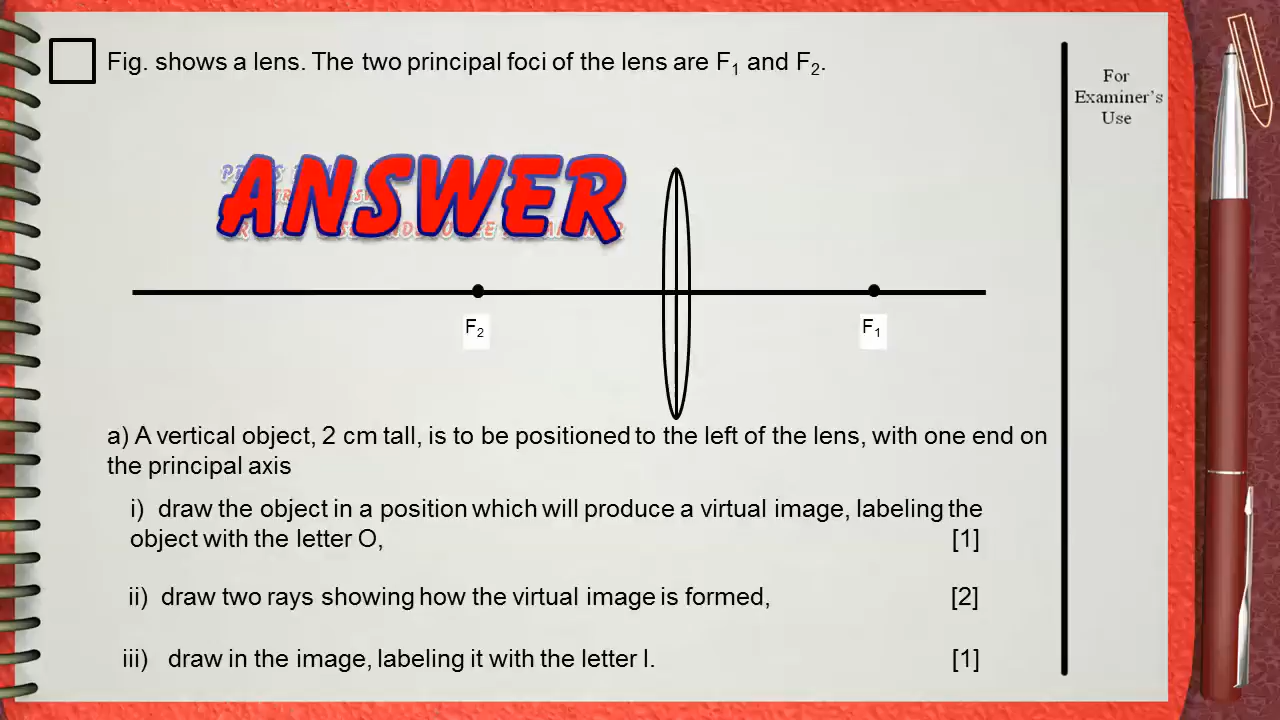 Fig. shows a lens. The two principal foci of the lens are F₁ and F₂.
For
Examiner's
Use
ANSWER
F₂
F₁
a) A vertical object, 2 cm tall, is to be positioned to the left of the lens, with one end on
the principal axis
i) draw the object in a position which will produce a virtual image, labeling the
object with the letter O, [1]
ii) draw two rays showing how the virtual image is formed, [2]
iii) draw in the image, labeling it with the letter I. [1]